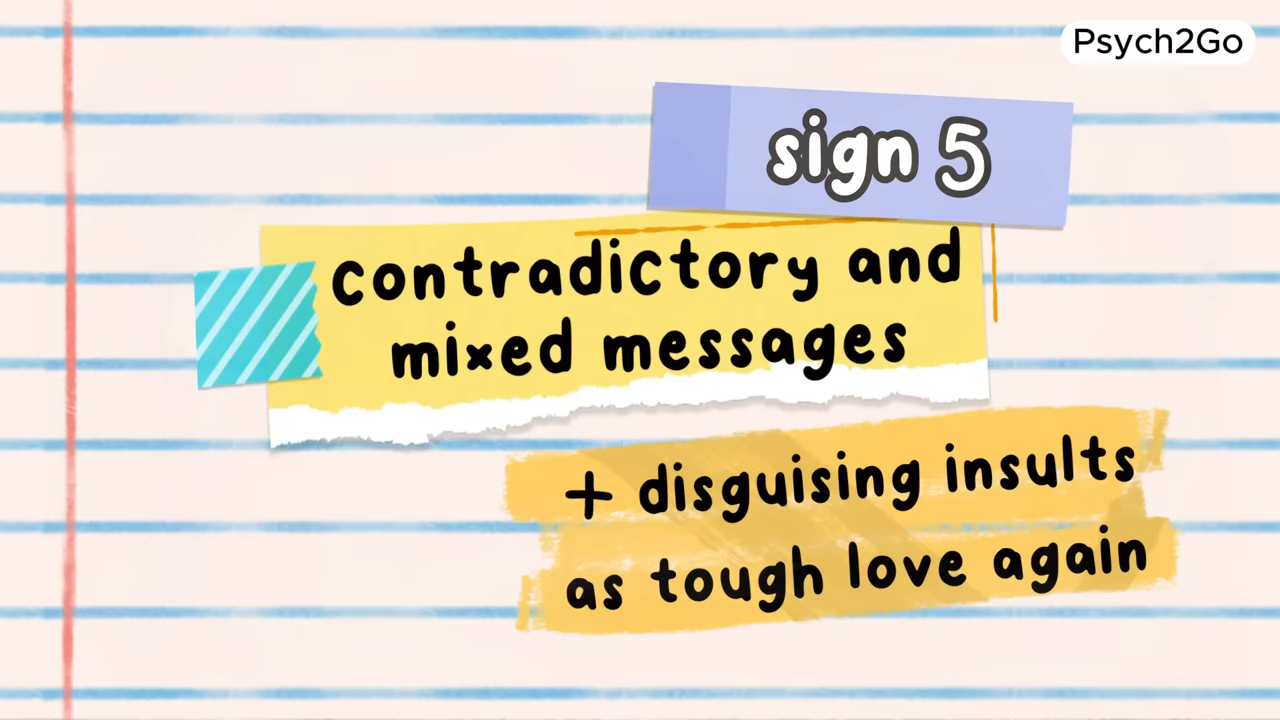 Psych2Go
sign 5
contradictory and
mixed messages
+ disguising insults
as tough love again